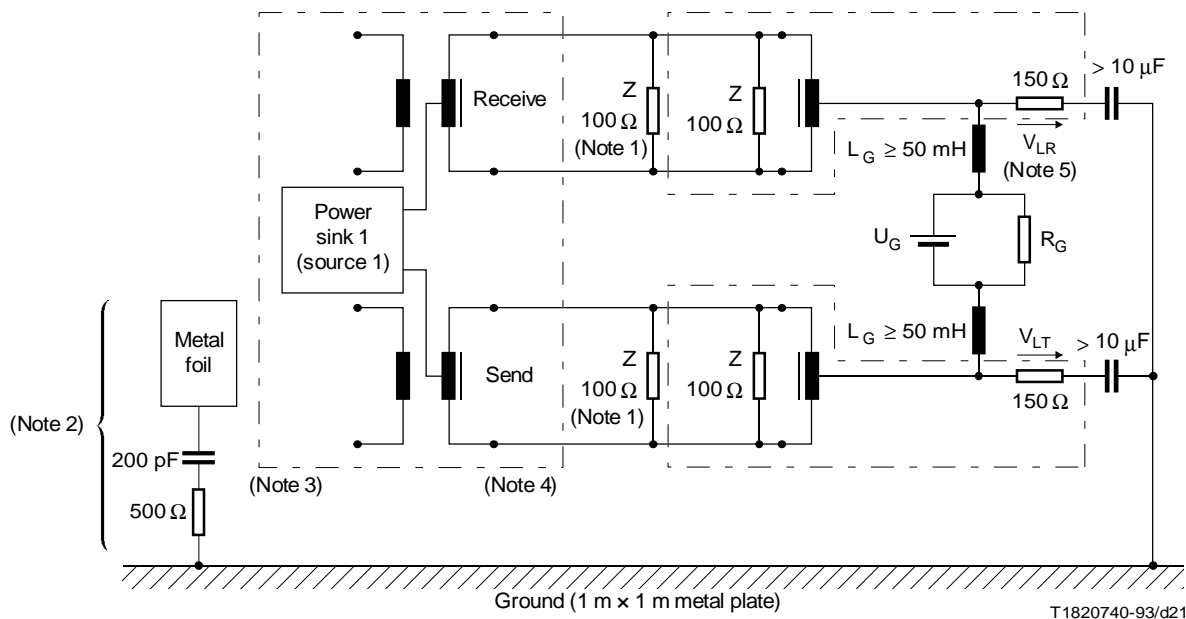 Receive
Z
100 Ω
(Note 1)
Z
100 Ω
150 Ω
> 10 µF
L_G ≥ 50 mH
V_LR
(Note 5)
Power
sink 1
(source 1)
U_G
R_G
Metal
foil
Send
Z
100 Ω
(Note 1)
Z
100 Ω
L_G ≥ 50 mH
V_LT
> 10 µF
150 Ω
(Note 2)
200 pF
500 Ω
(Note 3)
(Note 4)
Ground (1 m × 1 m metal plate)
T1820740-93/d21